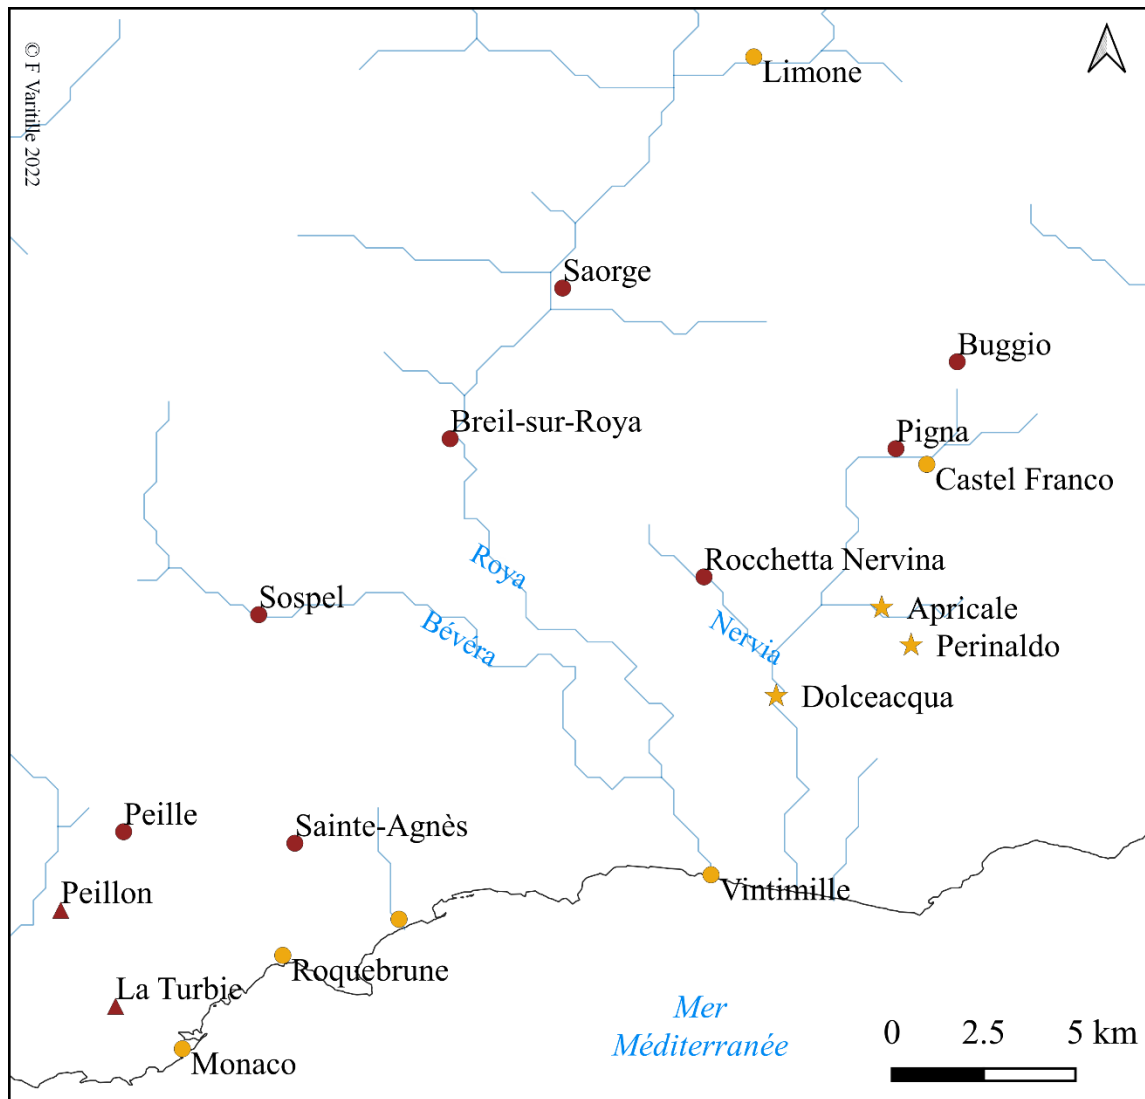 © F Varitille 2022
Limone
Saorge
Buggio
Breil-sur-Roya
Pigna
Castel Franco
Roya
Rocchetta Nervina
Sospel
Apricale
Bévéra
Nervia
Perinaldo
Dolceacqua
Peille
Sainte-Agnès
Peillon
Vintimille
Roquebrune
La Turbie
Mer
Méditerranée
0 2.5 5 km
Monaco